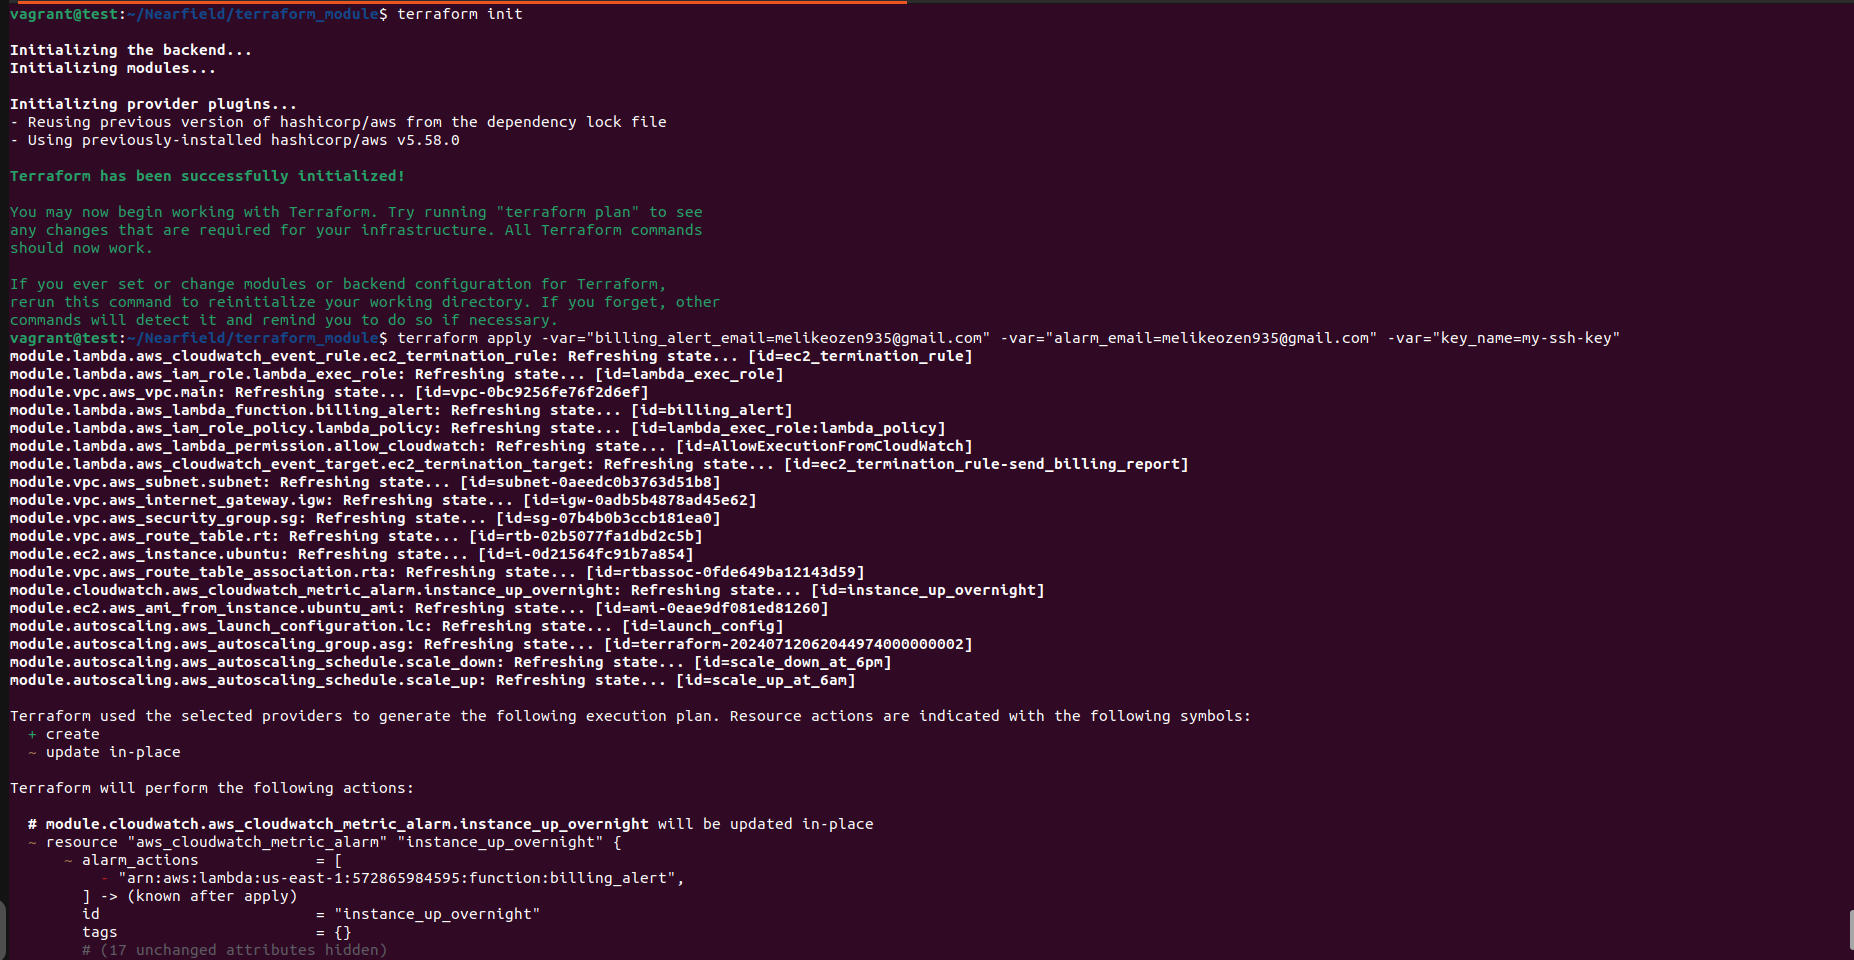 vagrant@test:~/Nearfield/terraform_module$ terraform init
Initializing the backend...
Initializing modules...
Initializing provider plugins...
- Reusing previous version of hashicorp/aws from the dependency lock file
- Using previously-installed hashicorp/aws v5.58.0
Terraform has been successfully initialized!
You may now begin working with Terraform. Try running "terraform plan" to see
any changes that are required for your infrastructure. All Terraform commands
should now work.
If you ever set or change modules or backend configuration for Terraform,
rerun this command to reinitialize your working directory. If you forget, other
commands will detect it and remind you to do so if necessary.
vagrant@test:~/Nearfield/terraform_module$ terraform apply -var="billing_alert_email=melikeozen935@gmail.com" -var="alarm_email=melikeozen935@gmail.com" -var="key_name=my-ssh-key"
module.lambda.aws_cloudwatch_event_rule.ec2_termination_rule: Refreshing state... [id=ec2_termination_rule]
module.lambda.aws_iam_role.lambda_exec_role: Refreshing state... [id=lambda_exec_role]
module.vpc.aws_vpc.main: Refreshing state... [id=vpc-0bc9256fe76f2d6ef]
module.lambda.aws_lambda_function.billing_alert: Refreshing state... [id=billing_alert]
module.lambda.aws_iam_role_policy.lambda_policy: Refreshing state... [id=lambda_exec_role:lambda_policy]
module.lambda.aws_lambda_permission.allow_cloudwatch: Refreshing state... [id=AllowExecutionFromCloudWatch]
module.lambda.aws_cloudwatch_event_target.ec2_termination_target: Refreshing state... [id=ec2_termination_rule-send_billing_report]
module.vpc.aws_subnet.subnet: Refreshing state... [id=subnet-0aeedc0b3763d51b8]
module.vpc.aws_internet_gateway.igw: Refreshing state... [id=igw-0adb5b4878ad45e62]
module.vpc.aws_security_group.sg: Refreshing state... [id=sg-07b4b0b3ccb181ea0]
module.vpc.aws_route_table.rt: Refreshing state... [id=rtb-02b5077fa1dbd2c5b]
module.ec2.aws_instance.ubuntu: Refreshing state... [id=i-0d21564fc91b7a854]
module.vpc.aws_route_table_association.rta: Refreshing state... [id=rtbassoc-0fde649ba12143d59]
module.cloudwatch.aws_cloudwatch_metric_alarm.instance_up_overnight: Refreshing state... [id=instance_up_overnight]
module.ec2.aws_ami_from_instance.ubuntu_ami: Refreshing state... [id=ami-0eae9df081ed81260]
module.autoscaling.aws_launch_configuration.lc: Refreshing state... [id=launch_config]
module.autoscaling.aws_autoscaling_group.asg: Refreshing state... [id=terraform-20240712062044974000000002]
module.autoscaling.aws_autoscaling_schedule.scale_down: Refreshing state... [id=scale_down_at_6pm]
module.autoscaling.aws_autoscaling_schedule.scale_up: Refreshing state... [id=scale_up_at_6am]
Terraform used the selected providers to generate the following execution plan. Resource actions are indicated with the following symbols:
+ create
~ update in-place
Terraform will perform the following actions:
# module.cloudwatch.aws_cloudwatch_metric_alarm.instance_up_overnight will be updated in-place
~ resource "aws_cloudwatch_metric_alarm" "instance_up_overnight" {
~ alarm_actions = [
- "arn:aws:lambda:us-east-1:572865984595:function:billing_alert",
] -> (known after apply)
id = "instance_up_overnight"
tags = {}
# (17 unchanged attributes hidden)